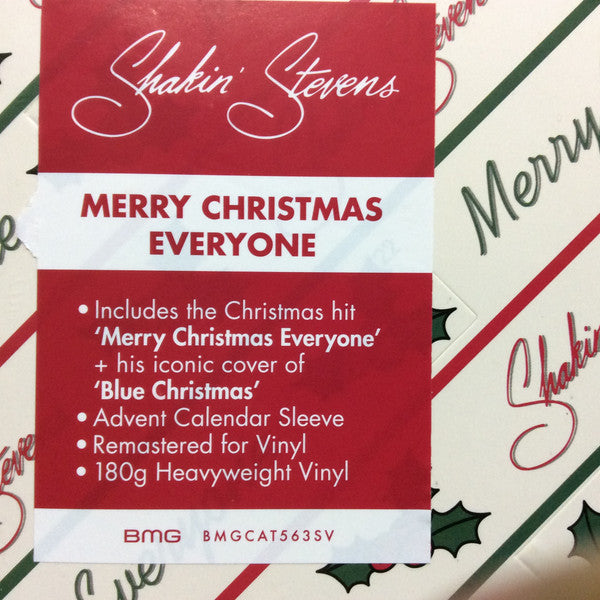 Shakin' Stevens
MERRY CHRISTMAS
EVERYONE
• Includes the Christmas hit
'Merry Christmas Everyone'
+ his iconic cover of
'Blue Christmas'
• Advent Calendar Sleeve
• Remastered for Vinyl
• 180g Heavyweight Vinyl
BMG BMGCAT563SV
Merry
Shakin'
22